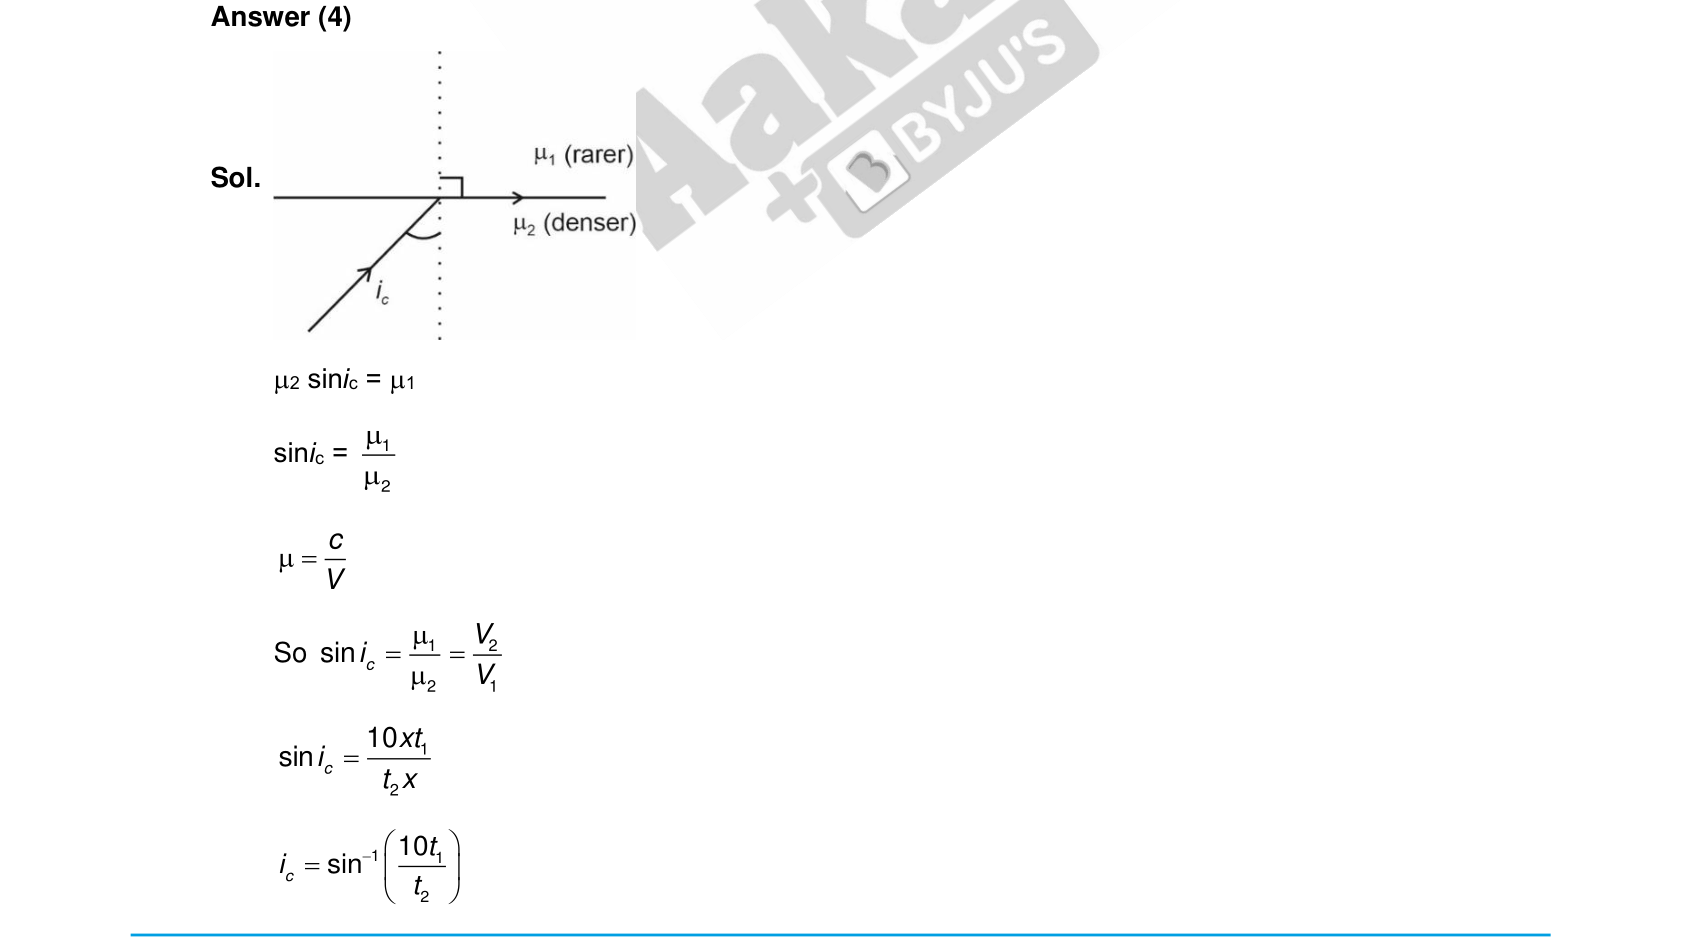 Answer (4)
Aaka
BYJU'S
μ₁ (rarer)
Sol.
μ₂ (denser)
i_c
μ2 sini_c = μ1
sini_c = μ₁/μ₂
μ = c/V
So sin i_c = μ₁/μ₂ = V₂/V₁
sin i_c = 10xt₁/t₂x
i_c = sin⁻¹(10t₁/t₂)